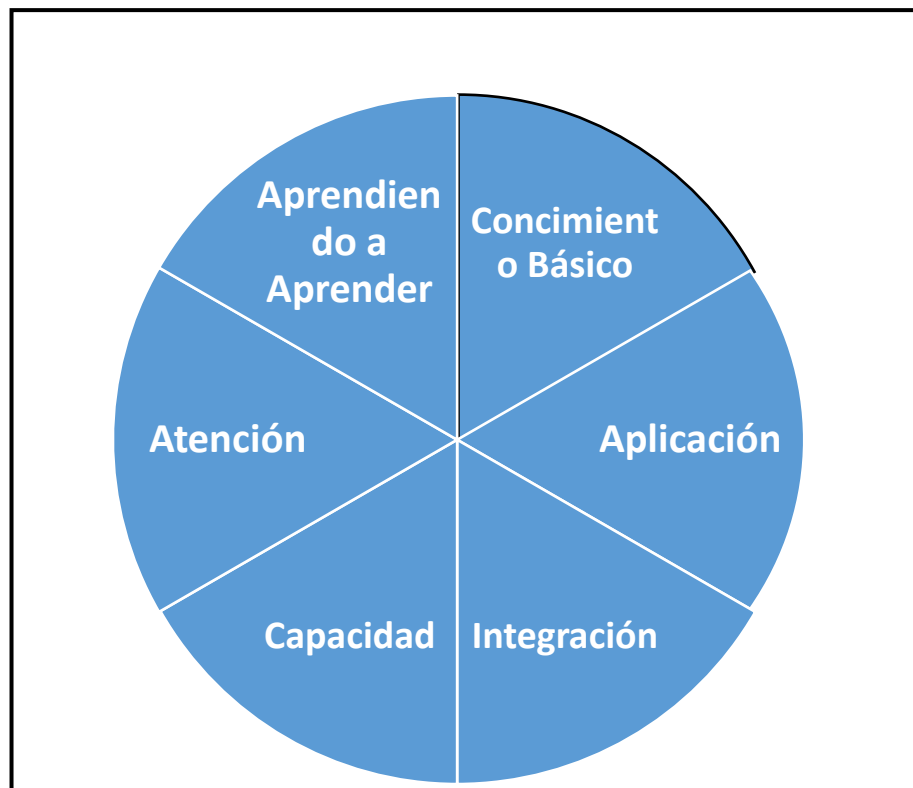 Aprendien
do a
Aprender
Concimient
o Básico
Atención
Aplicación
Capacidad
Integración